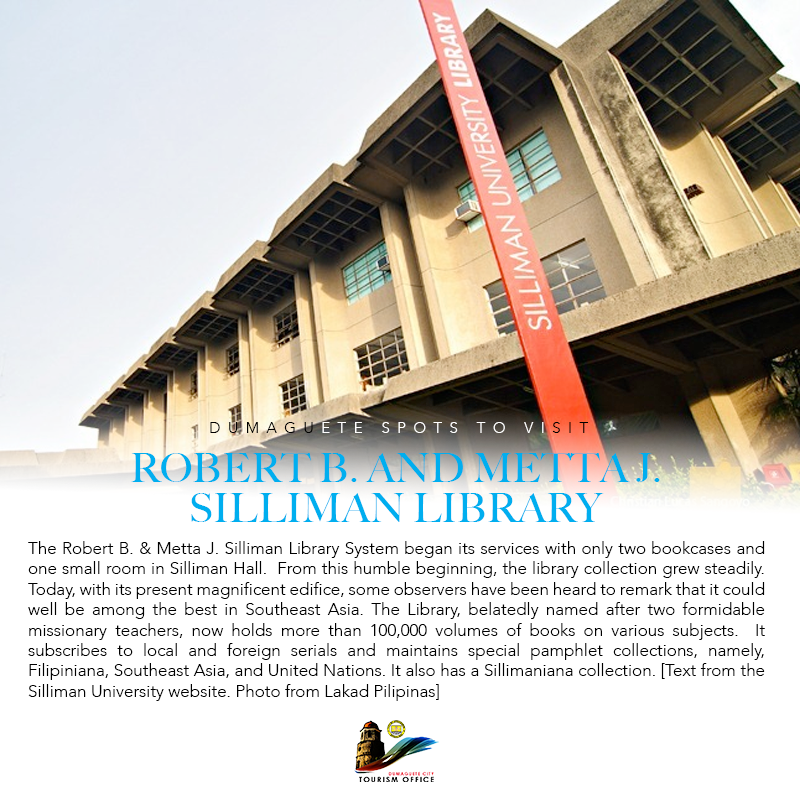 SILLIMAN UNIVERSITY LIBRARY
DUMAGUETE SPOTS TO VISIT
ROBERT B. AND METTA J.
SILLIMAN LIBRARY
The Robert B. & Metta J. Silliman Library System began its services with only two bookcases and
one small room in Silliman Hall. From this humble beginning, the library collection grew steadily.
Today, with its present magnificent edifice, some observers have been heard to remark that it could
well be among the best in Southeast Asia. The Library, belatedly named after two formidable
missionary teachers, now holds more than 100,000 volumes of books on various subjects. It
subscribes to local and foreign serials and maintains special pamphlet collections, namely,
Filipiniana, Southeast Asia, and United Nations. It also has a Sillimaniana collection. [Text from the
Silliman University website. Photo from Lakad Pilipinas]
DUMAGUETE CITY
TOURISM OFFICE